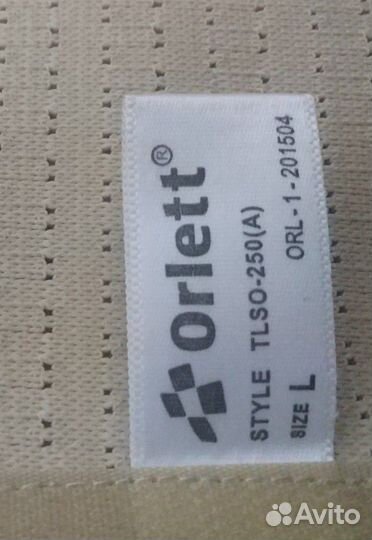 Orlett®
STYLE TLSO-250(A)
SIZE L ORL-1-201504
Avito